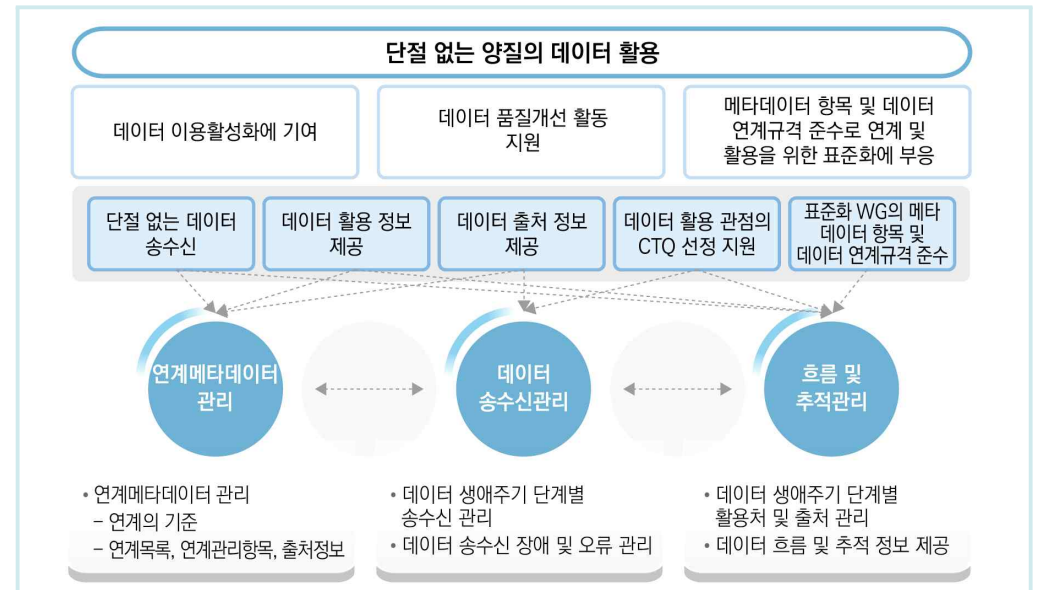 단절 없는 양질의 데이터 활용
데이터 이용활성화에 기여
데이터 품질개선 활동
지원
메타데이터 항목 및 데이터
연계규격 준수로 연계 및
활용을 위한 표준화에 부응
단절 없는 데이터
송수신
데이터 활용 정보
제공
데이터 출처 정보
제공
데이터 활용 관점의
CTQ 선정 지원
표준화 WG의 메타
데이터 항목 및
데이터 연계규격 준수
연계메타데이터
관리
데이터
송수신관리
흐름 및
추적관리
• 연계메타데이터 관리
– 연계의 기준
– 연계목록, 연계관리항목, 출처정보
• 데이터 생애주기 단계별
송수신 관리
• 데이터 송수신 장애 및 오류 관리
• 데이터 생애주기 단계별
활용처 및 출처 관리
• 데이터 흐름 및 추적 정보 제공